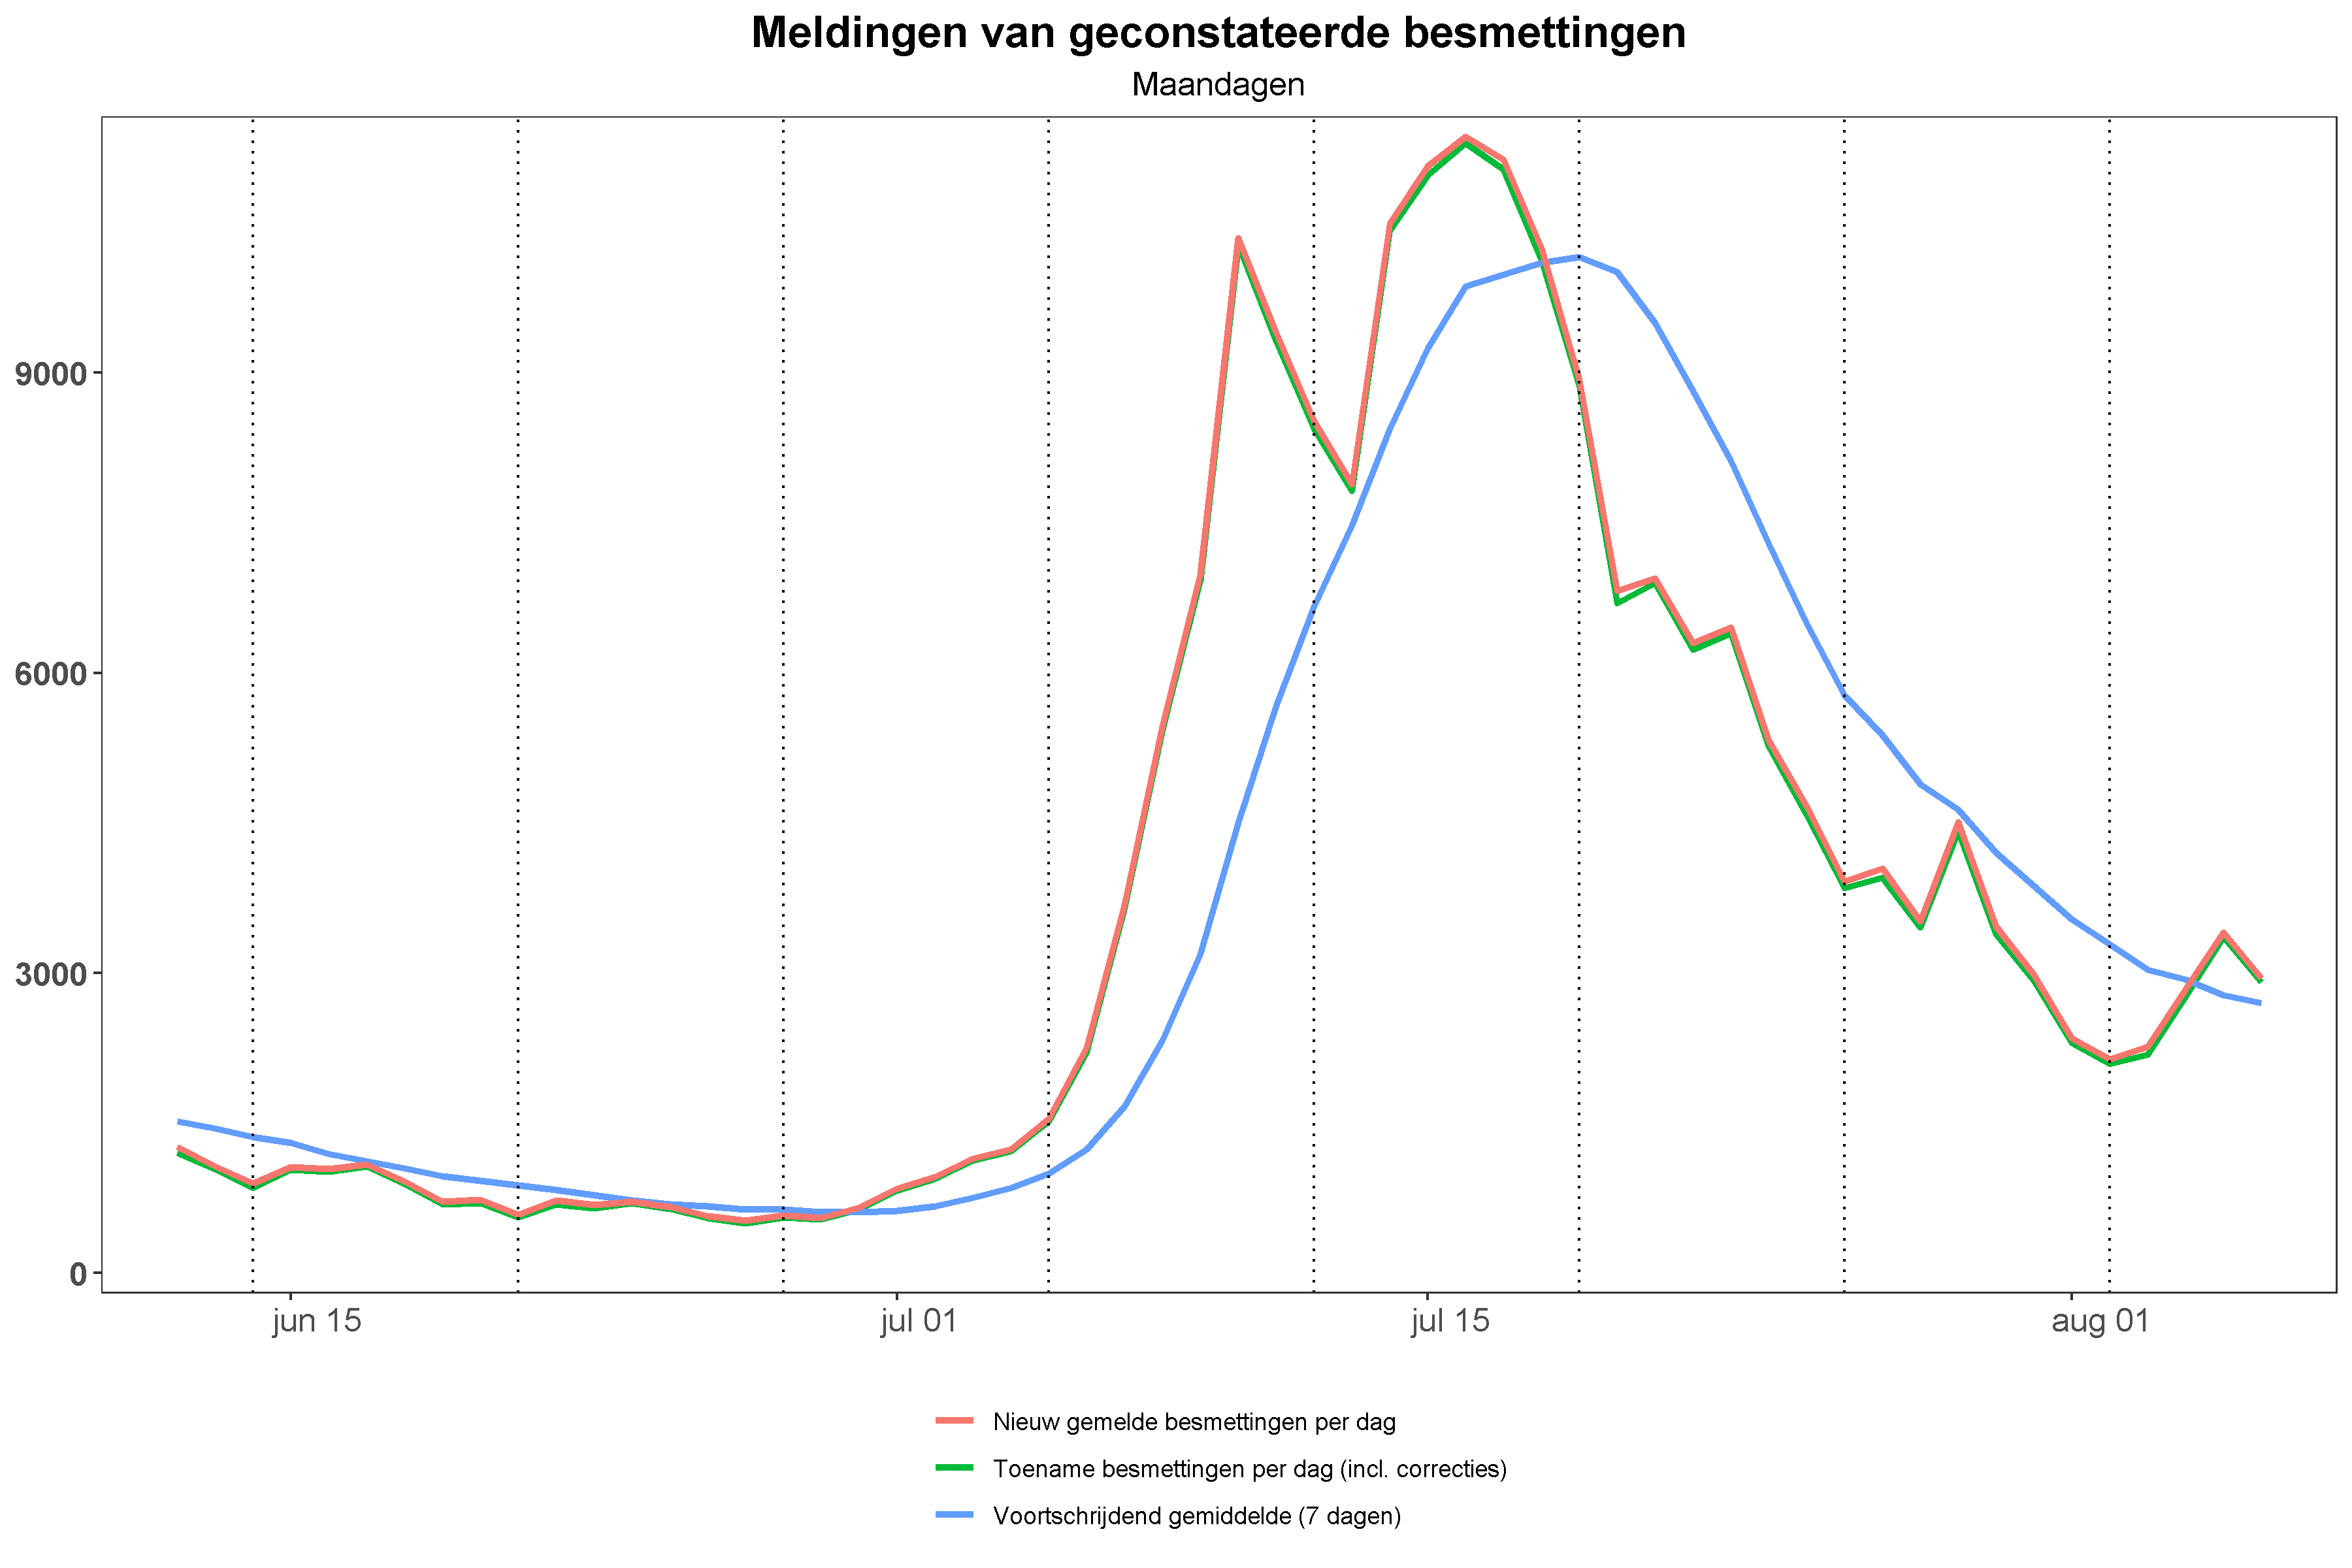 Meldingen van geconstateerde besmettingen
Maandagen
9000
6000
3000
0
jun 15
jul 01
jul 15
aug 01
Nieuw gemelde besmettingen per dag
Toename besmettingen per dag (incl. correcties)
Voortschrijdend gemiddelde (7 dagen)